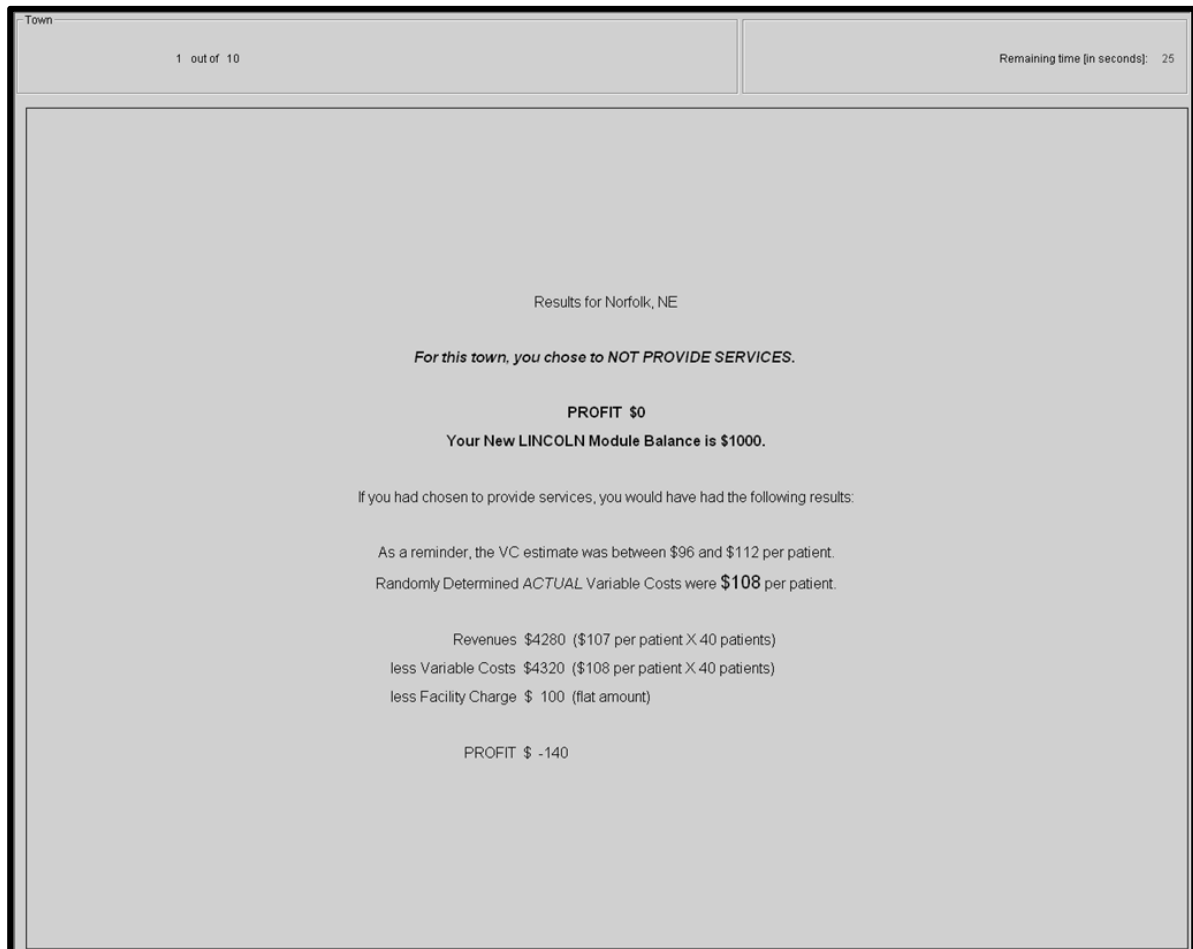 Town
1 out of 10
Remaining time [in seconds]: 25
Results for Norfolk, NE
For this town, you chose to NOT PROVIDE SERVICES.
PROFIT $0
Your New LINCOLN Module Balance is $1000.
If you had chosen to provide services, you would have had the following results:
As a reminder, the VC estimate was between $96 and $112 per patient.
Randomly Determined ACTUAL Variable Costs were $108 per patient.
Revenues $4280 ($107 per patient X 40 patients)
less Variable Costs $4320 ($108 per patient X 40 patients)
less Facility Charge $ 100 (flat amount)
PROFIT $ -140